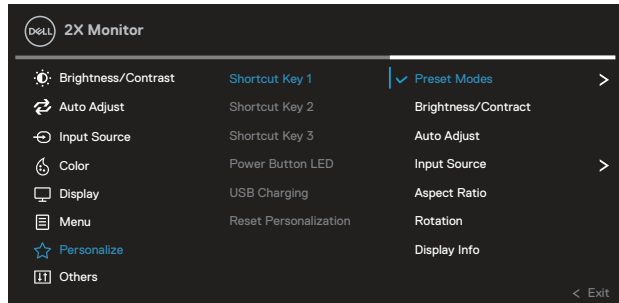 DELL 2X Monitor
Brightness/Contrast
Auto Adjust
Input Source
Color
Display
Menu
Personalize
Others
Shortcut Key 1
Shortcut Key 2
Shortcut Key 3
Power Button LED
USB Charging
Reset Personalization
Preset Modes >
Brightness/Contract
Auto Adjust
Input Source >
Aspect Ratio
Rotation
Display Info
< Exit